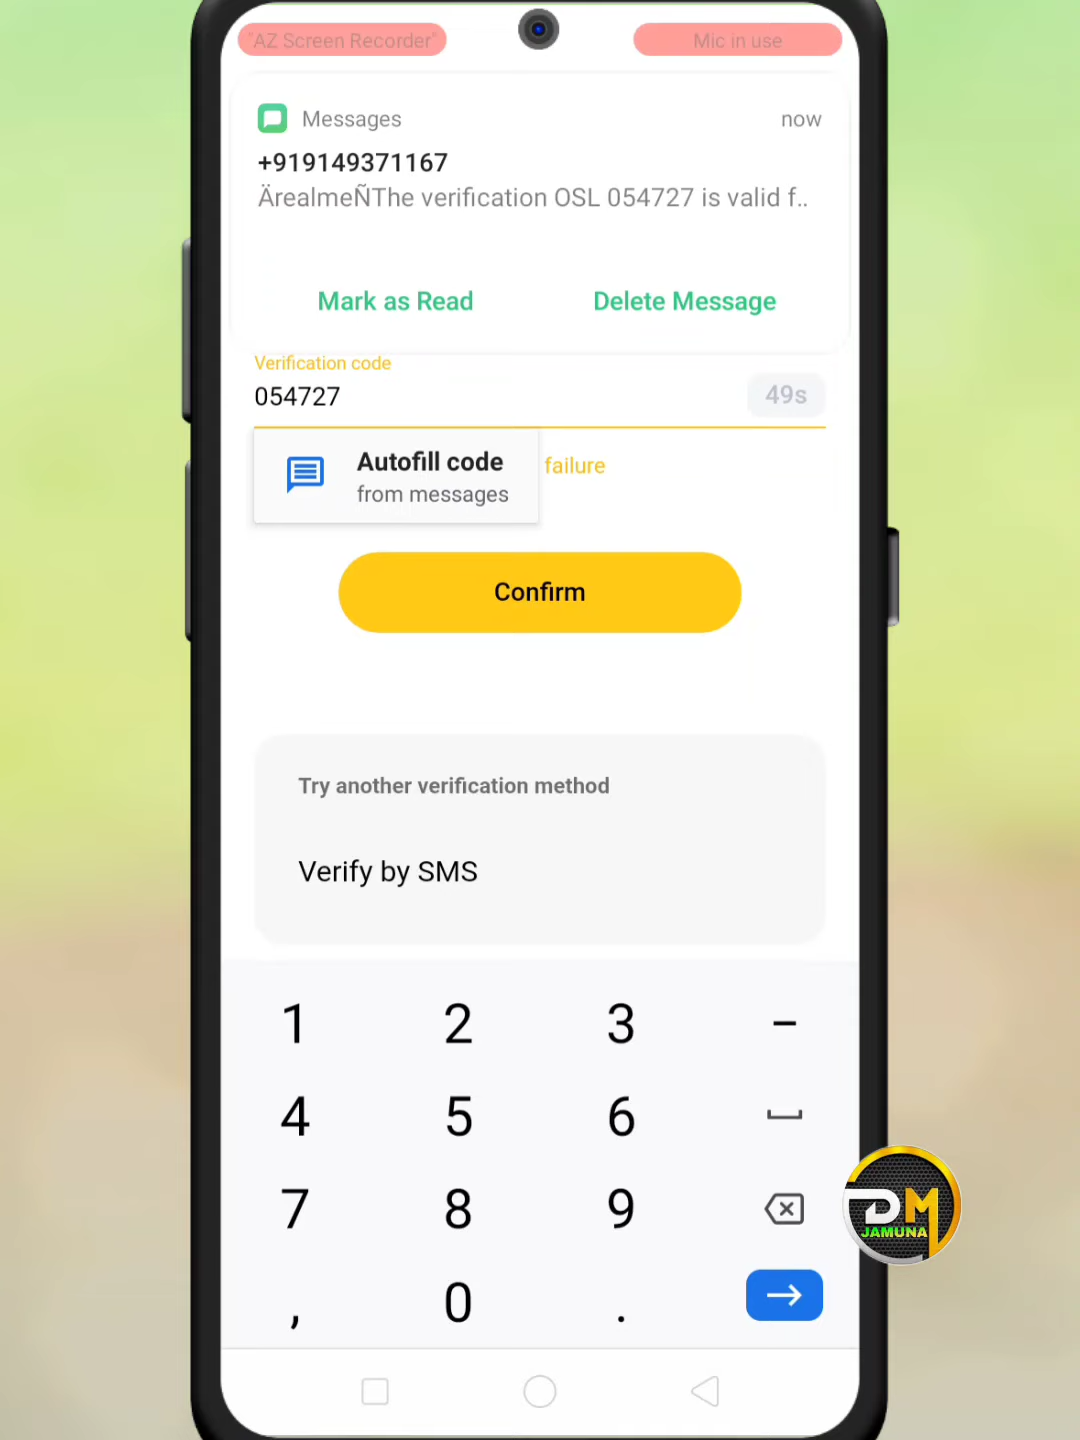 "AZ Screen Recorder"
Mic in use
Messages
now
+919149371167
ÄrealmeÑThe verification OSL 054727 is valid f..
Mark as Read
Delete Message
Verification code
054727
49s
Autofill code
from messages
failure
Confirm
Try another verification method
Verify by SMS
1 2 3 –
4 5 6
7 8 9
, 0 .
DM
JAMUNA